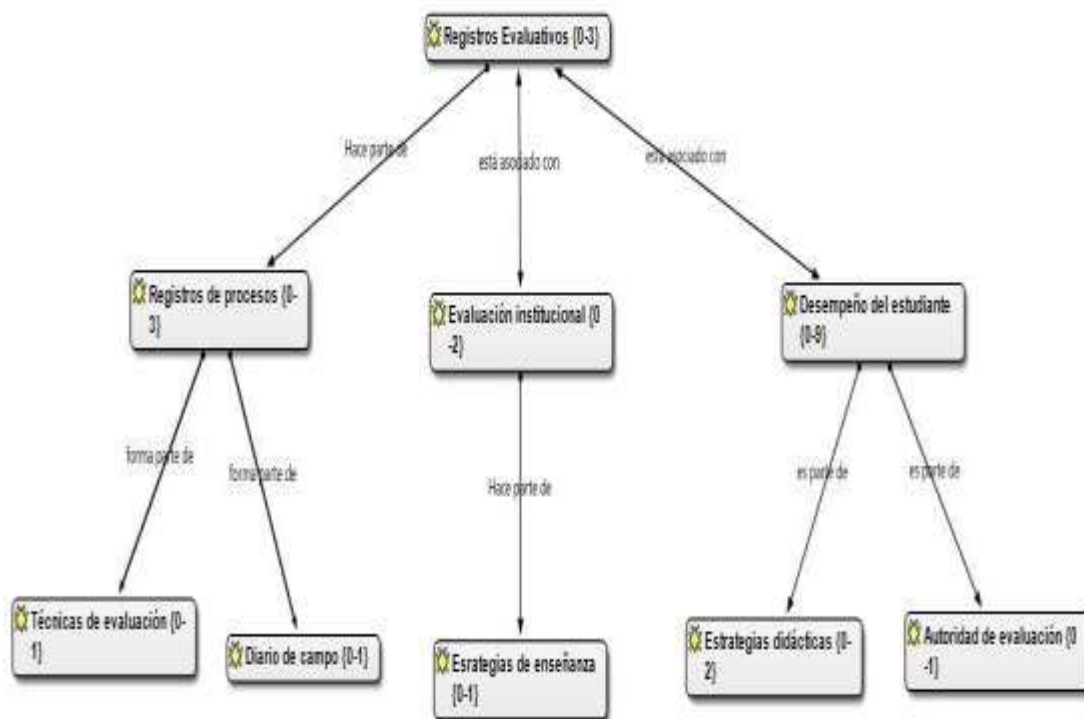 Registros Evaluativos {0-3}
Hace parte de
está asociado con
está asociado con
Registros de procesos {0-
3}
Evaluación institucional {0
-2}
Desempeño del estudiante
{0-9}
forma parte de
forma parte de
Hace parte de
es parte de
es parte de
Técnicas de evaluación {0-
1}
Diario de campo {0-1}
Esrategias de enseñanza
{0-1}
Estrategias didácticas {0-
2}
Autoridad de evaluación {0
-1}